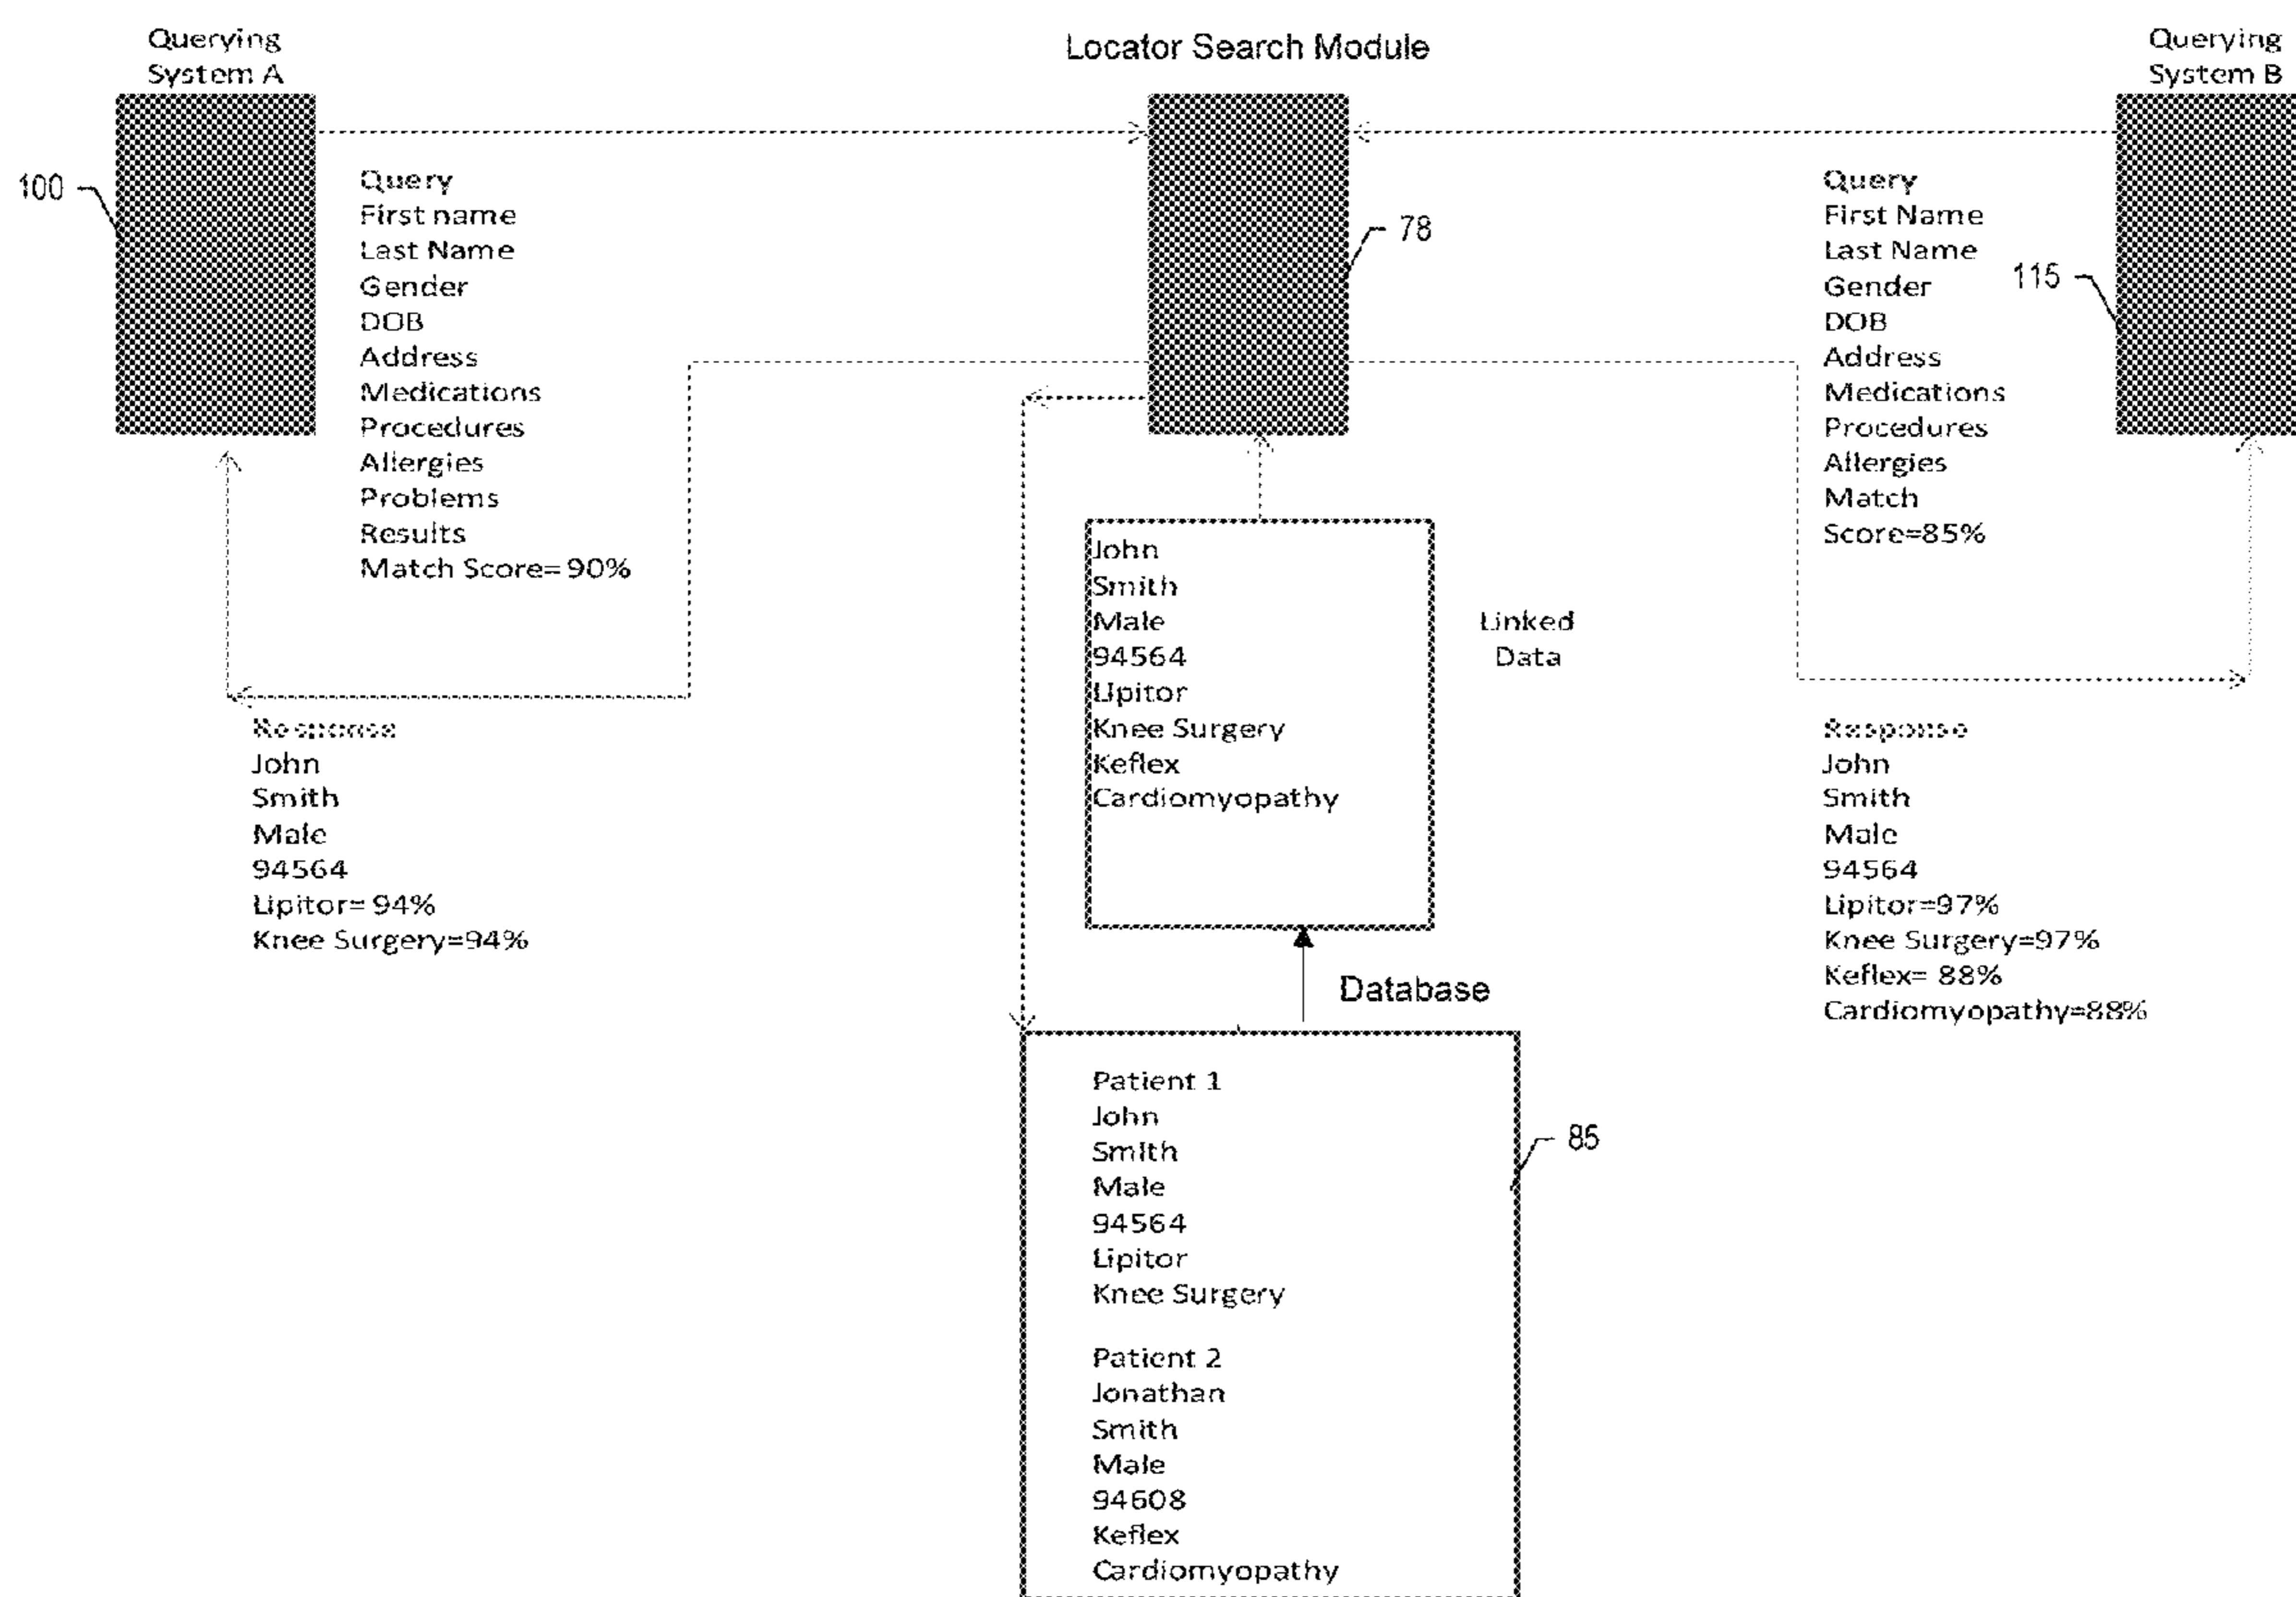 Querying
System A
100
Query
First name
Last Name
Gender
DOB
Address
Medications
Procedures
Allergies
Problems
Results
Match Score= 90%
Response
John
Smith
Male
94564
Lipitor= 94%
Knee Surgery=94%
Locator Search Module
78
John
Smith
Male
94564
Lipitor
Knee Surgery
Keflex
Cardiomyopathy
Linked
Data
Database
Patient 1
John
Smith
Male
94564
Lipitor
Knee Surgery
Patient 2
Jonathan
Smith
Male
94608
Keflex
Cardiomyopathy
85
Querying
System B
115
Query
First Name
Last Name
Gender
DOB
Address
Medications
Procedures
Allergies
Match
Score=85%
Response
John
Smith
Male
94564
Lipitor=97%
Knee Surgery=97%
Keflex= 88%
Cardiomyopathy=88%